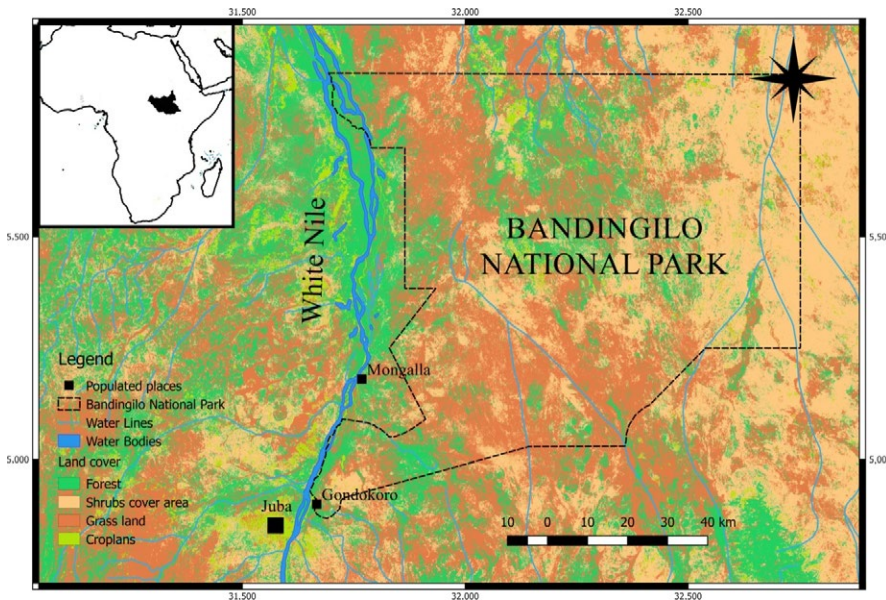 31.500
32.000
32.500
5.500
5.500
5.000
5.000
White Nile
BANDINGILO
NATIONAL PARK
Mongalla
Gondokoro
Juba
Legend
Populated places
Bandingilo National Park
Water Lines
Water Bodies
Land cover
Forest
Shrubs cover area
Grass land
Croplans
10 0 10 20 30 40 km
31.500
32.000
32.500